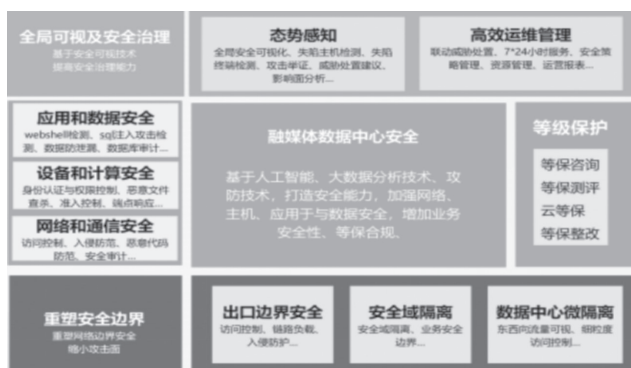 全局可视及安全治理
基于安全可视技术
提高安全治理能力
态势感知
全局安全可视化、失陷主机检测、失陷
终端检测、攻击举证、威胁处置建议、
影响面分析...
高效运维管理
联动威胁处置、7*24小时服务、安全策
略管理、资源管理、运营报表...
应用和数据安全
webshell检测、sql注入攻击检
测、数据防泄漏、数据库审计...
设备和计算安全
身份认证与权限控制、恶意文件
查杀、准入控制、端点响应...
网络和通信安全
访问控制、入侵防范、恶意代码
防范、安全审计...
融媒体数据中心安全
基于人工智能、大数据分析技术、攻
防技术，打造安全能力，加强网络、
主机、应用于与数据安全，增加业务
安全性、等保合规、
等级保护
等保咨询
等保测评
云等保
等保整改
重塑安全边界
重塑网络边界安全
缩小攻击面
出口边界安全
访问控制、链路负载、
入侵防护...
安全域隔离
安全域隔离、业务安全
边界...
数据中心微隔离
东西向流量可视、细粒度
访问控制...